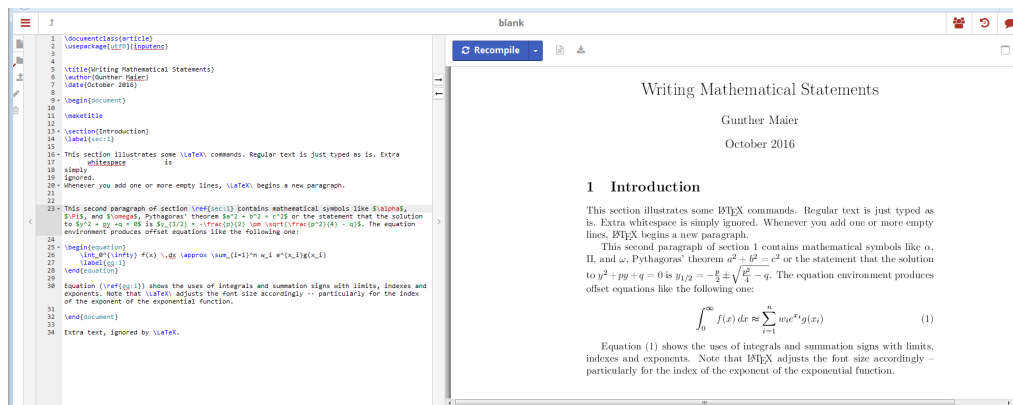 blank
1 \documentclass{article}
2 \usepackage[utf8]{inputenc}
3
4
5 \title{Writing Mathematical Statements}
6 \author{Gunther Maier}
7 \date{October 2016}
8
9 \begin{document}
10
11 \maketitle
12
13 \section{Introduction}
14 \label{sec:1}
15
16 This section illustrates some \LaTeX\ commands. Regular text is just typed as is. Extra
17 whitespace is
18 simply
19 ignored.
20 Whenever you add one or more empty lines, \LaTeX\ begins a new paragraph.
21
22
23 This second paragraph of section \ref{sec:1} contains mathematical symbols like $\alpha$,
$\Pi$, and $\omega$, Pythagoras' theorem $a^2 + b^2 = c^2$ or the statement that the solution
to $y^2 + py +q = 0$ is $y_{1/2} = -\frac{p}{2} \pm \sqrt{\frac{p^2}{4} - q}$. The equation
environment produces offset equations like the following one:
24
25 \begin{equation}
26 \int_0^{\infty} f(x) \,dx \approx \sum_{i=1}^n w_i e^{x_i}g(x_i)
27 \label{eq:1}
28 \end{equation}
29
30 Equation (\ref{eq:1}) shows the uses of integrals and summation signs with limits, indexes and
exponents. Note that \LaTeX\ adjusts the font size accordingly -- particularly for the index
of the exponent of the exponential function.
31
32 \end{document}
33
34 Extra text, ignored by \LaTeX.
Recompile
Writing Mathematical Statements
Gunther Maier
October 2016
1 Introduction
This section illustrates some LATEX commands. Regular text is just typed as
is. Extra whitespace is simply ignored. Whenever you add one or more empty
lines, LATEX begins a new paragraph.
This second paragraph of section 1 contains mathematical symbols like α,
Π, and ω, Pythagoras' theorem a² + b² = c² or the statement that the solution
to y² + py + q = 0 is y₁/₂ = −p/2 ± √(p²/4 − q). The equation environment produces
offset equations like the following one:
∫₀^∞ f(x) dx ≈ ∑_{i=1}^n w_i e^{x_i} g(x_i) (1)
Equation (1) shows the uses of integrals and summation signs with limits,
indexes and exponents. Note that LATEX adjusts the font size accordingly –
particularly for the index of the exponent of the exponential function.